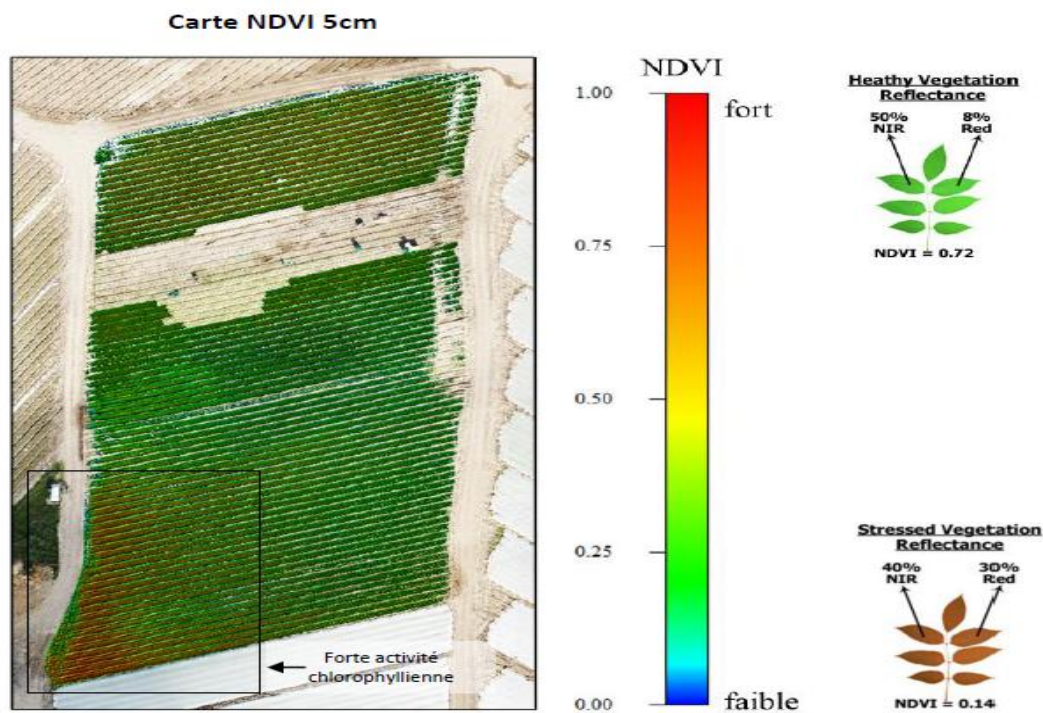 Carte NDVI 5cm
Forte activité
chlorophyllienne
NDVI
1.00
fort
0.75
0.50
0.25
0.00
faible
Heathy Vegetation
Reflectance
50%
NIR
8%
Red
NDVI = 0.72
Stressed Vegetation
Reflectance
40%
NIR
30%
Red
NDVI = 0.14